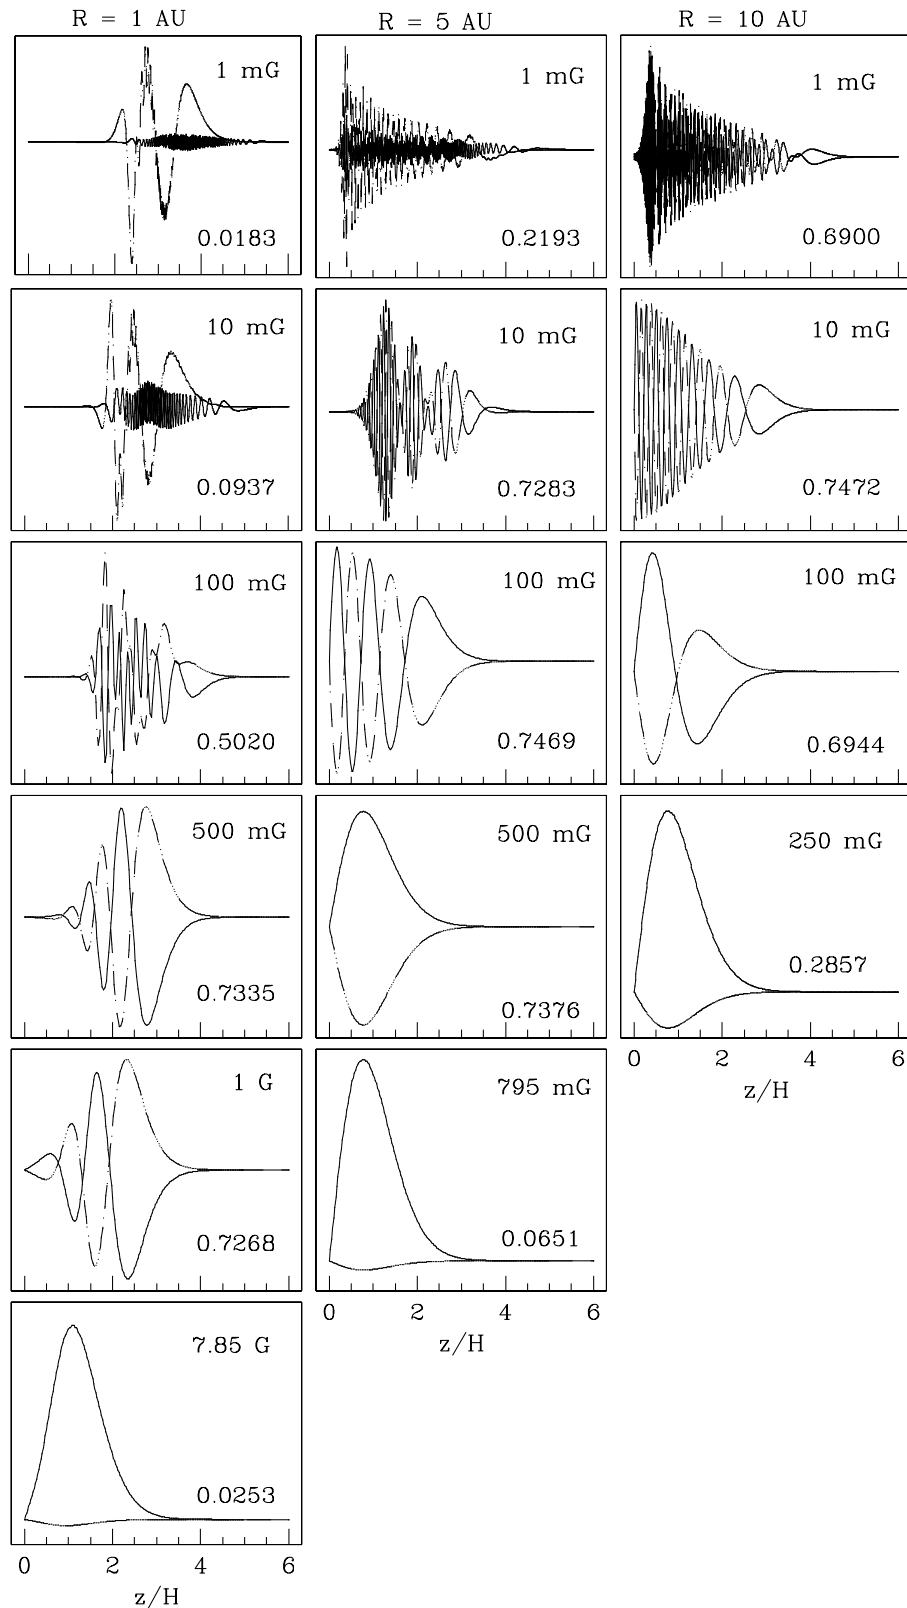 R = 1 AU
R = 5 AU
R = 10 AU
1 mG
0.0183
1 mG
0.2193
1 mG
0.6900
10 mG
0.0937
10 mG
0.7283
10 mG
0.7472
100 mG
0.5020
100 mG
0.7469
100 mG
0.6944
500 mG
0.7335
500 mG
0.7376
250 mG
0.2857
0 2 4 6
z/H
1 G
0.7268
795 mG
0.0651
0 2 4 6
z/H
7.85 G
0.0253
0 2 4 6
z/H